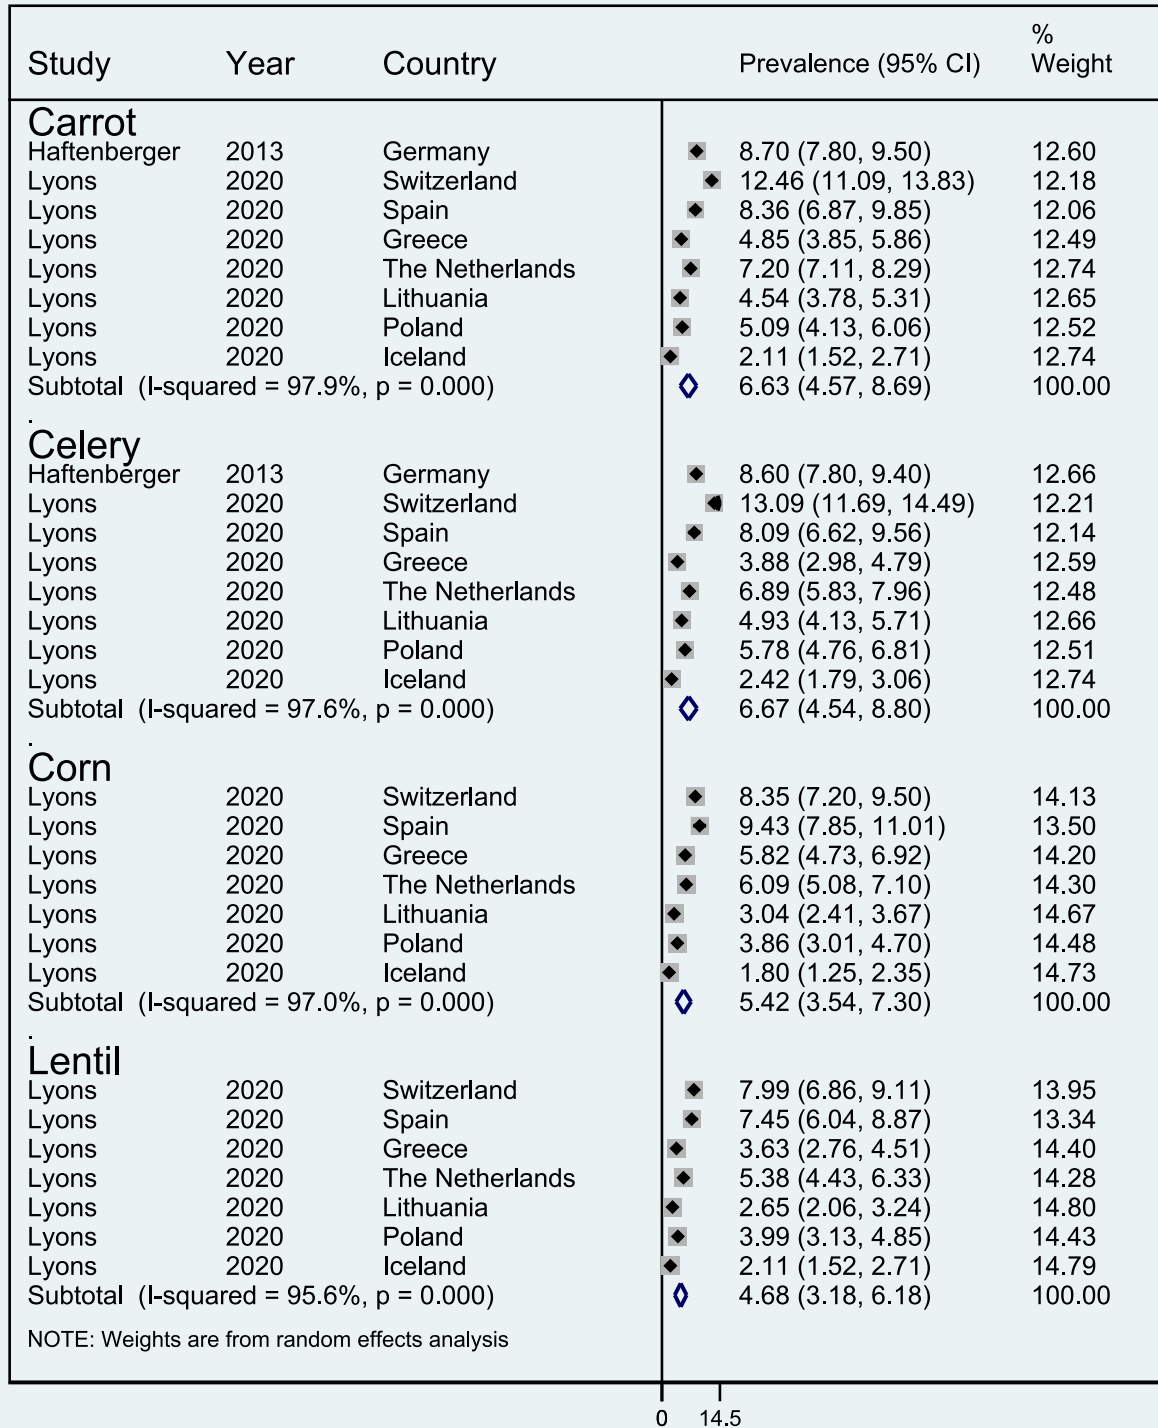 %
Study Year Country Prevalence (95% CI) Weight
Carrot
Haftenberger 2013 Germany 8.70 (7.80, 9.50) 12.60
Lyons 2020 Switzerland 12.46 (11.09, 13.83) 12.18
Lyons 2020 Spain 8.36 (6.87, 9.85) 12.06
Lyons 2020 Greece 4.85 (3.85, 5.86) 12.49
Lyons 2020 The Netherlands 7.20 (7.11, 8.29) 12.74
Lyons 2020 Lithuania 4.54 (3.78, 5.31) 12.65
Lyons 2020 Poland 5.09 (4.13, 6.06) 12.52
Lyons 2020 Iceland 2.11 (1.52, 2.71) 12.74
Subtotal (I-squared = 97.9%, p = 0.000) 6.63 (4.57, 8.69) 100.00
.
Celery
Haftenberger 2013 Germany 8.60 (7.80, 9.40) 12.66
Lyons 2020 Switzerland 13.09 (11.69, 14.49) 12.21
Lyons 2020 Spain 8.09 (6.62, 9.56) 12.14
Lyons 2020 Greece 3.88 (2.98, 4.79) 12.59
Lyons 2020 The Netherlands 6.89 (5.83, 7.96) 12.48
Lyons 2020 Lithuania 4.93 (4.13, 5.71) 12.66
Lyons 2020 Poland 5.78 (4.76, 6.81) 12.51
Lyons 2020 Iceland 2.42 (1.79, 3.06) 12.74
Subtotal (I-squared = 97.6%, p = 0.000) 6.67 (4.54, 8.80) 100.00
.
Corn
Lyons 2020 Switzerland 8.35 (7.20, 9.50) 14.13
Lyons 2020 Spain 9.43 (7.85, 11.01) 13.50
Lyons 2020 Greece 5.82 (4.73, 6.92) 14.20
Lyons 2020 The Netherlands 6.09 (5.08, 7.10) 14.30
Lyons 2020 Lithuania 3.04 (2.41, 3.67) 14.67
Lyons 2020 Poland 3.86 (3.01, 4.70) 14.48
Lyons 2020 Iceland 1.80 (1.25, 2.35) 14.73
Subtotal (I-squared = 97.0%, p = 0.000) 5.42 (3.54, 7.30) 100.00
.
Lentil
Lyons 2020 Switzerland 7.99 (6.86, 9.11) 13.95
Lyons 2020 Spain 7.45 (6.04, 8.87) 13.34
Lyons 2020 Greece 3.63 (2.76, 4.51) 14.40
Lyons 2020 The Netherlands 5.38 (4.43, 6.33) 14.28
Lyons 2020 Lithuania 2.65 (2.06, 3.24) 14.80
Lyons 2020 Poland 3.99 (3.13, 4.85) 14.43
Lyons 2020 Iceland 2.11 (1.52, 2.71) 14.79
Subtotal (I-squared = 95.6%, p = 0.000) 4.68 (3.18, 6.18) 100.00
NOTE: Weights are from random effects analysis
0 14.5